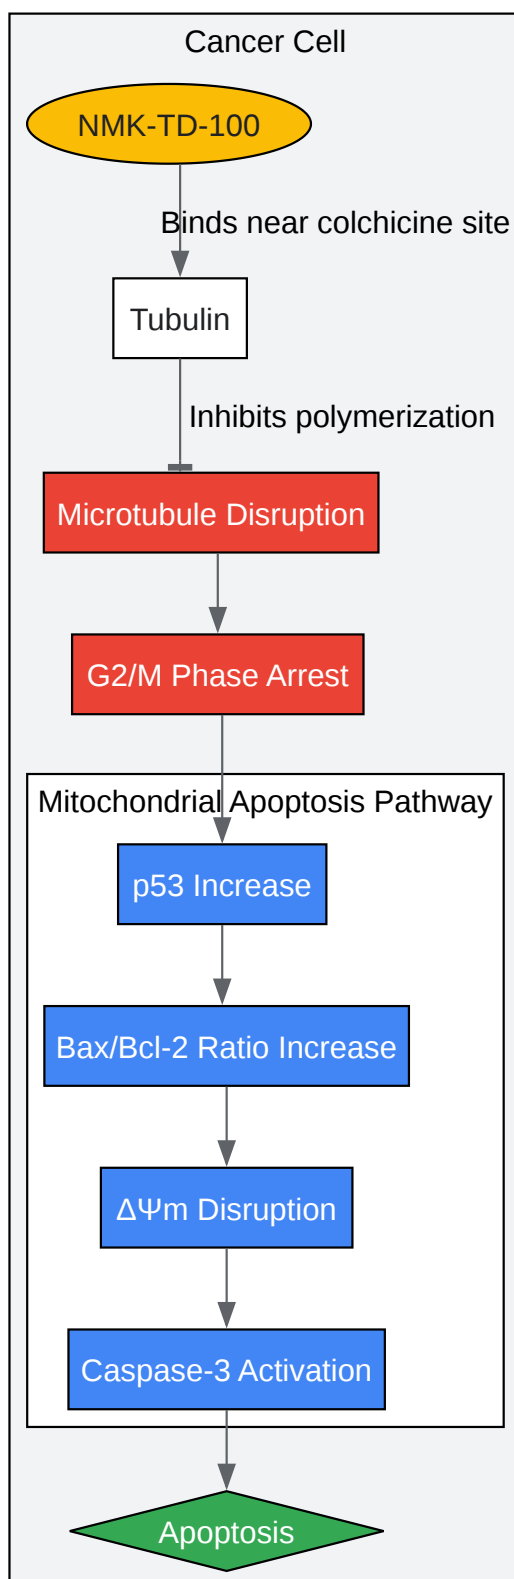 Cancer Cell
NMK-TD-100
Binds near colchicine site
Tubulin
Inhibits polymerization
Microtubule Disruption
G2/M Phase Arrest
Mitochondrial Apoptosis Pathway
p53 Increase
Bax/Bcl-2 Ratio Increase
ΔΨm Disruption
Caspase-3 Activation
Apoptosis